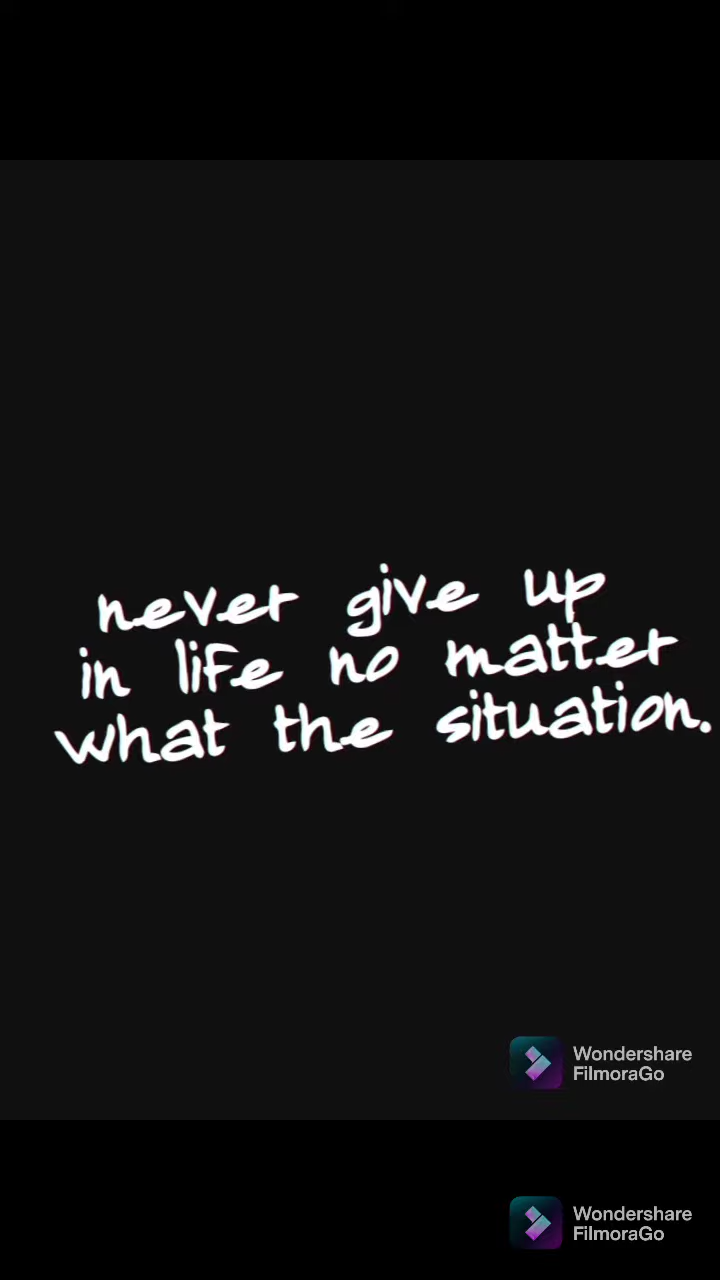 never give up
in life no matter
what the situation.
Wondershare
FilmoraGo
Wondershare
FilmoraGo